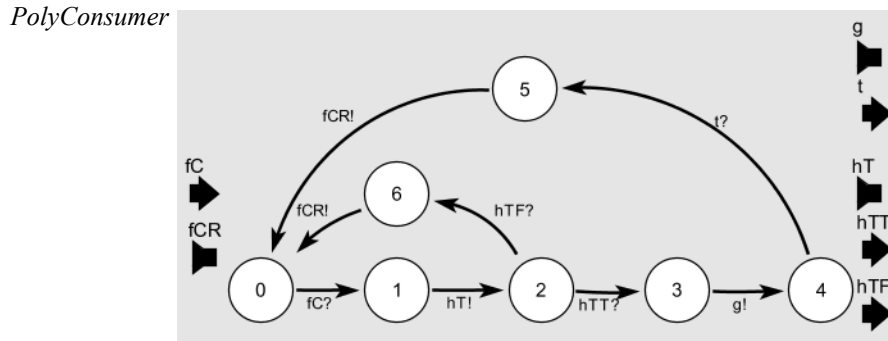 PolyConsumer
g
t
5
fCR!
t?
fC
hT
6
fCR!
hTF?
fCR
hTT
0
1
2
3
4
hTF
fC?
hT!
hTT?
g!